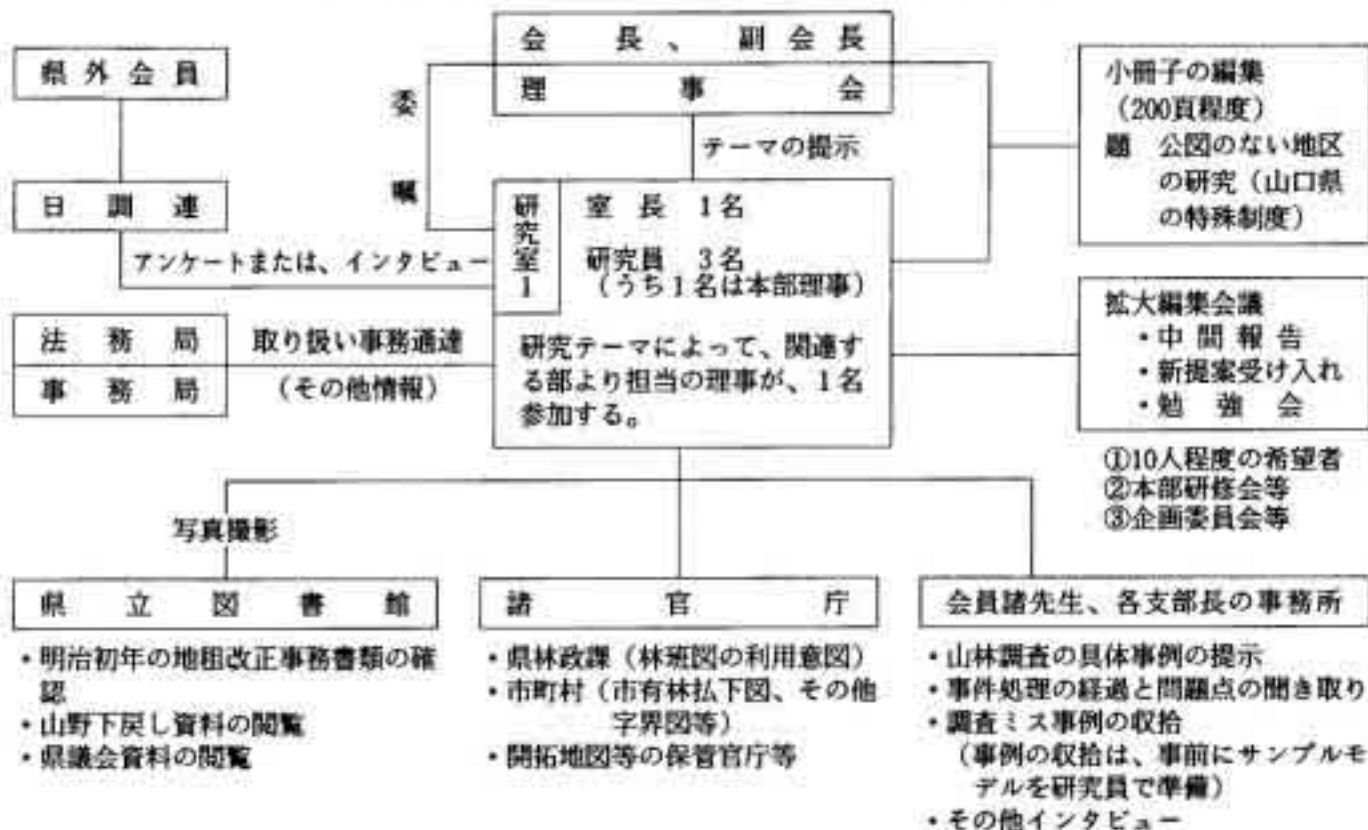 会長、副会長
理事会
県外会員
委嘱
テーマの提示
小冊子の編集
(200頁程度)
題 公図のない地区
の研究(山口県
の特殊制度)
日調連
アンケートまたは、インタビュー
研究室1
室長 1名
研究員 3名
(うち1名は本部理事)
研究テーマによって、関連す
る部より担当の理事が、1名
参加する。
法務局
事務局
取り扱い事務通達
(その他情報)
拡大編集会議
・中間報告
・新提案受け入れ
・勉強会
①10人程度の希望者
②本部研修会等
③企画委員会等
写真撮影
県立図書館
・明治初年の地租改正事務書類の確
認
・山野下戻し資料の閲覧
・県議会資料の閲覧
諸官庁
・県林政課(林班図の利用意図)
・市町村(市有林払下図、その他
字界図等)
・開拓地図等の保管官庁等
会員諸先生、各支部長の事務所
・山林調査の具体事例の提示
・事件処理の経過と問題点の聞き取り
・調査ミス事例の収拾
(事例の収拾は、事前にサンプルモ
デルを研究員で準備)
・その他インタビュー